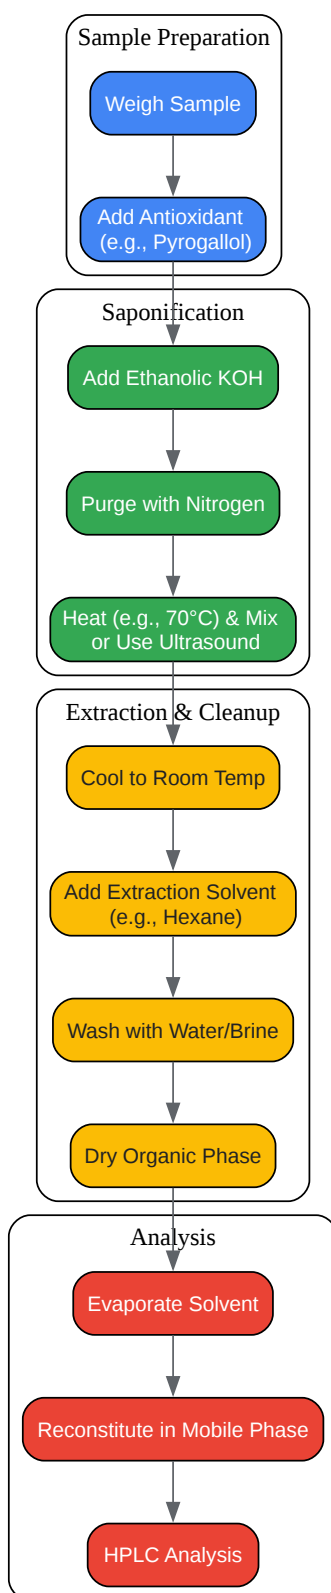 Sample Preparation
Weigh Sample
Add Antioxidant
(e.g., Pyrogallol)
Saponification
Add Ethanolic KOH
Purge with Nitrogen
Heat (e.g., 70°C) & Mix
or Use Ultrasound
Extraction & Cleanup
Cool to Room Temp
Add Extraction Solvent
(e.g., Hexane)
Wash with Water/Brine
Dry Organic Phase
Analysis
Evaporate Solvent
Reconstitute in Mobile Phase
HPLC Analysis